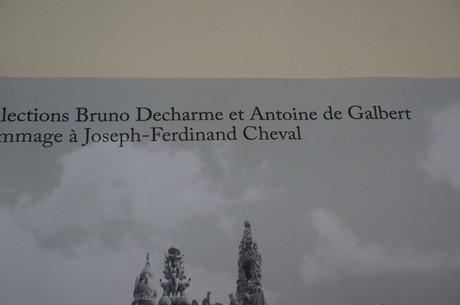 llections Bruno Decharme et Antoine de Galbert
mmage à Joseph-Ferdinand Cheval